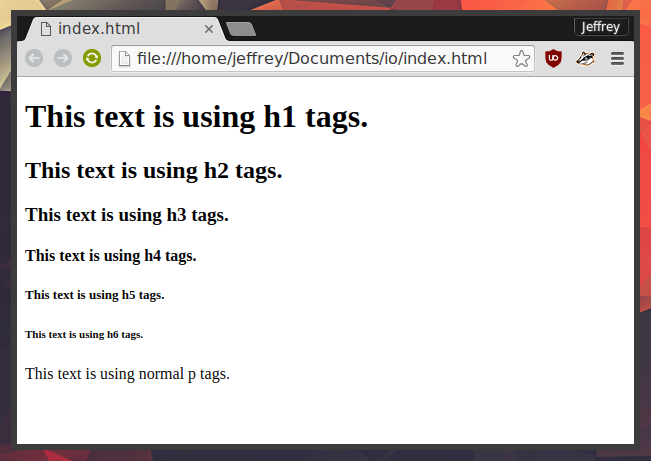 index.html
Jeffrey
file:///home/jeffrey/Documents/io/index.html
UO
This text is using h1 tags.
This text is using h2 tags.
This text is using h3 tags.
This text is using h4 tags.
This text is using h5 tags.
This text is using h6 tags.
This text is using normal p tags.